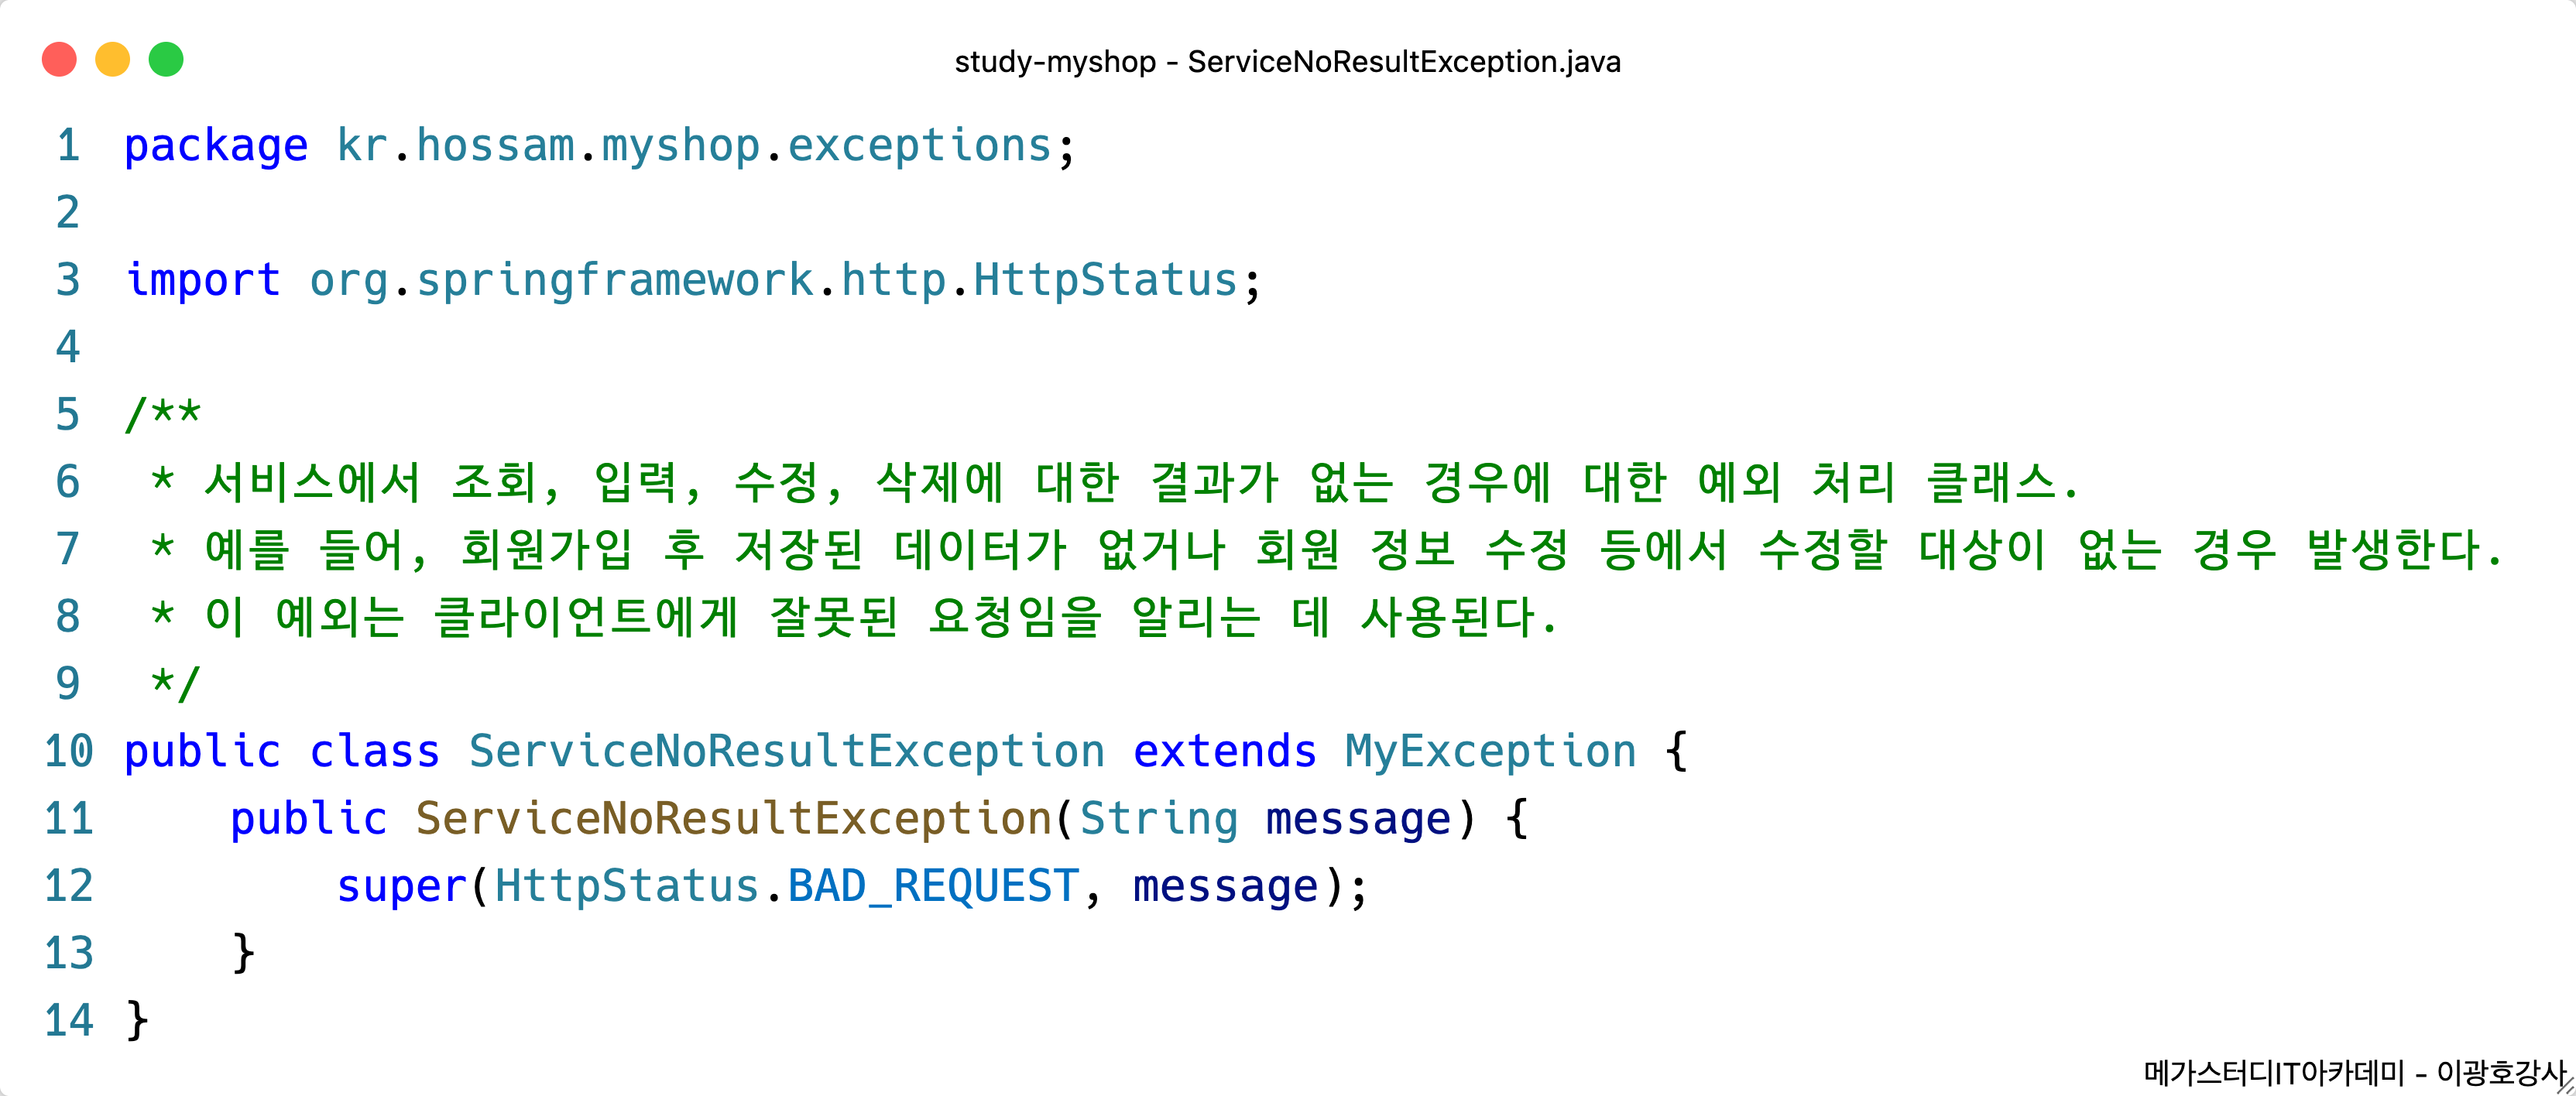 study-myshop - ServiceNoResultException.java
1 package kr.hossam.myshop.exceptions;
2
3 import org.springframework.http.HttpStatus;
4
5 /**
6  * 서비스에서 조회, 입력, 수정, 삭제에 대한 결과가 없는 경우에 대한 예외 처리 클래스.
7  * 예를 들어, 회원가입 후 저장된 데이터가 없거나 회원 정보 수정 등에서 수정할 대상이 없는 경우 발생한다.
8  * 이 예외는 클라이언트에게 잘못된 요청임을 알리는 데 사용된다.
9  */
10 public class ServiceNoResultException extends MyException {
11     public ServiceNoResultException(String message) {
12         super(HttpStatus.BAD_REQUEST, message);
13     }
14 }
메가스터디IT아카데미 - 이광호강사